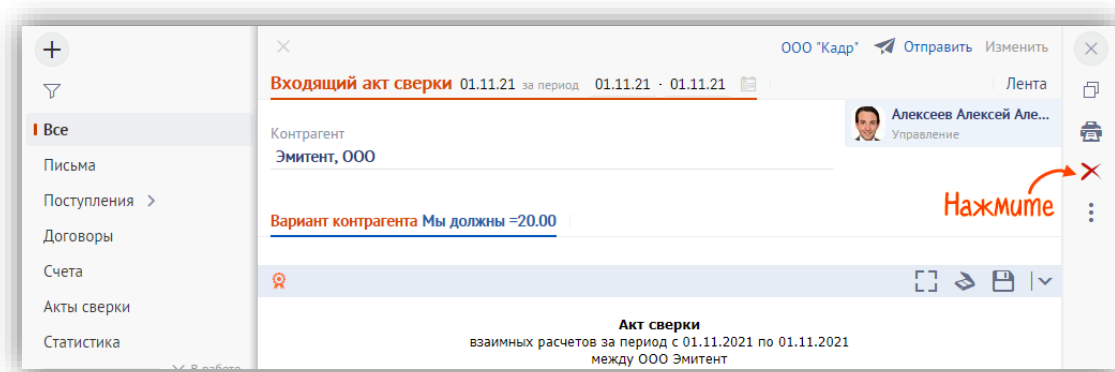 ООО "Кадр" Отправить Изменить
Входящий акт сверки 01.11.21 за период 01.11.21 - 01.11.21
Лента
Все
Письма
Поступления
Договоры
Счета
Акты сверки
Статистика
В работе
Алексеев Алексей Але...
Управление
Контрагент
Эмитент, ООО
Нажмите
Вариант контрагента Мы должны =20.00
Акт сверки
взаимных расчетов за период с 01.11.2021 по 01.11.2021
между ООО Эмитент